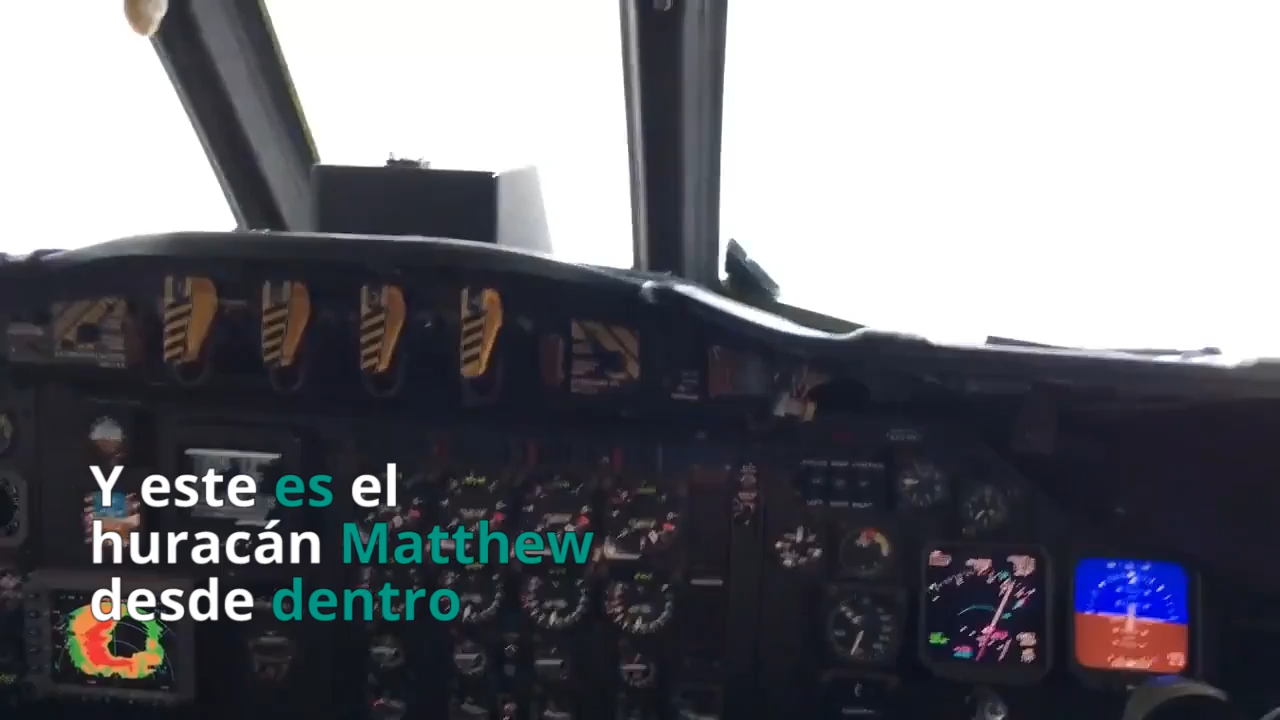 Y este es el
huracán Matthew
desde dentro